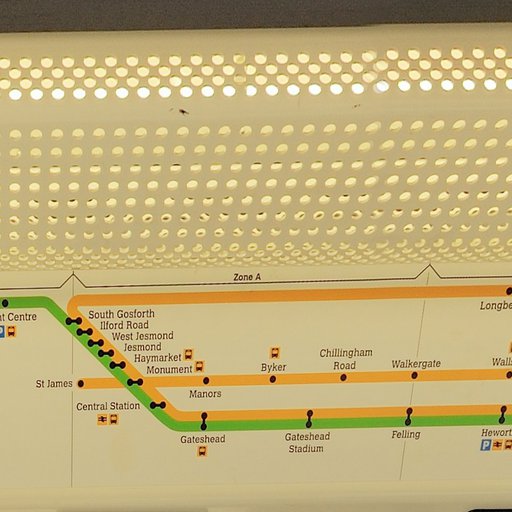 Zone A
Centre
South Gosforth
Longbe
Ilford Road
West Jesmond
Jesmond
Haymarket
Monument
Byker
Chillingham
Road
Walkergate
Walls
St James
Manors
Central Station
Gateshead
Gateshead
Stadium
Felling
Hewort
P